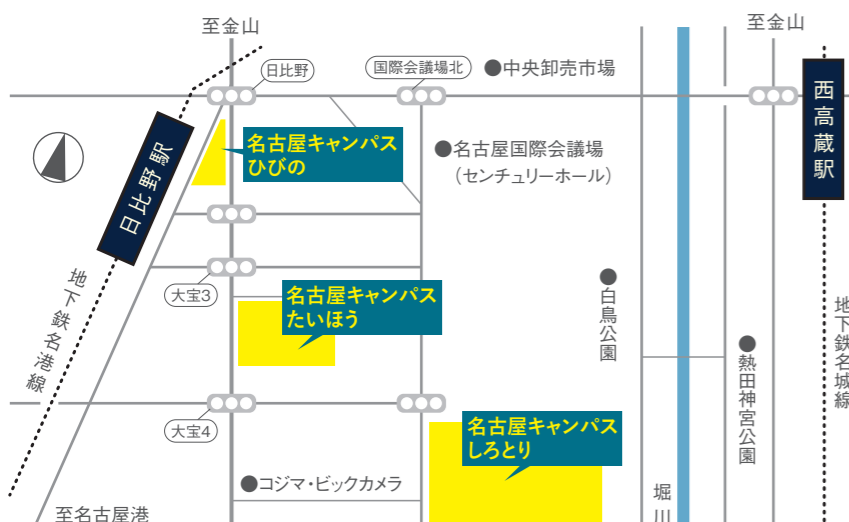 至金山
至金山
日比野
国際会議場北
●中央卸売市場
西高蔵駅
名古屋キャンパス
ひびの
●名古屋国際会議場
（センチュリーホール）
日比野駅
地下鉄名港線
大宝3
名古屋キャンパス
たいほう
●白鳥公園
●熱田神宮公園
地下鉄名城線
大宝4
名古屋キャンパス
しろとり
●コジマ・ビックカメラ
堀川
至名古屋港